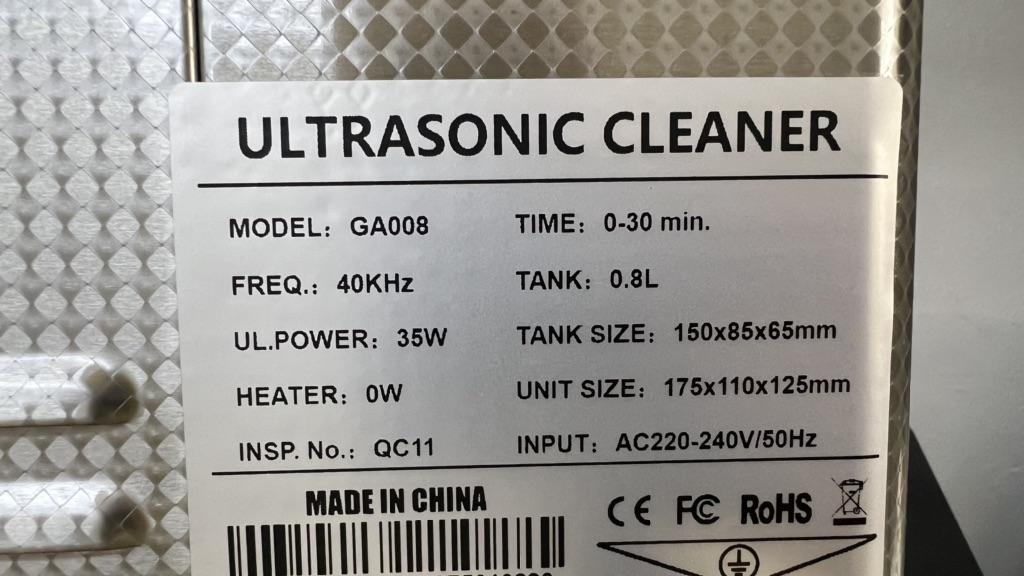 ULTRASONIC CLEANER
MODEL: GA008 TIME: 0-30 min.
FREQ.: 40KHz TANK: 0.8L
UL.POWER: 35W TANK SIZE: 150x85x65mm
HEATER: 0W UNIT SIZE: 175x110x125mm
INSP. No.: QC11 INPUT: AC220-240V/50Hz
MADE IN CHINA
CE FC RoHS